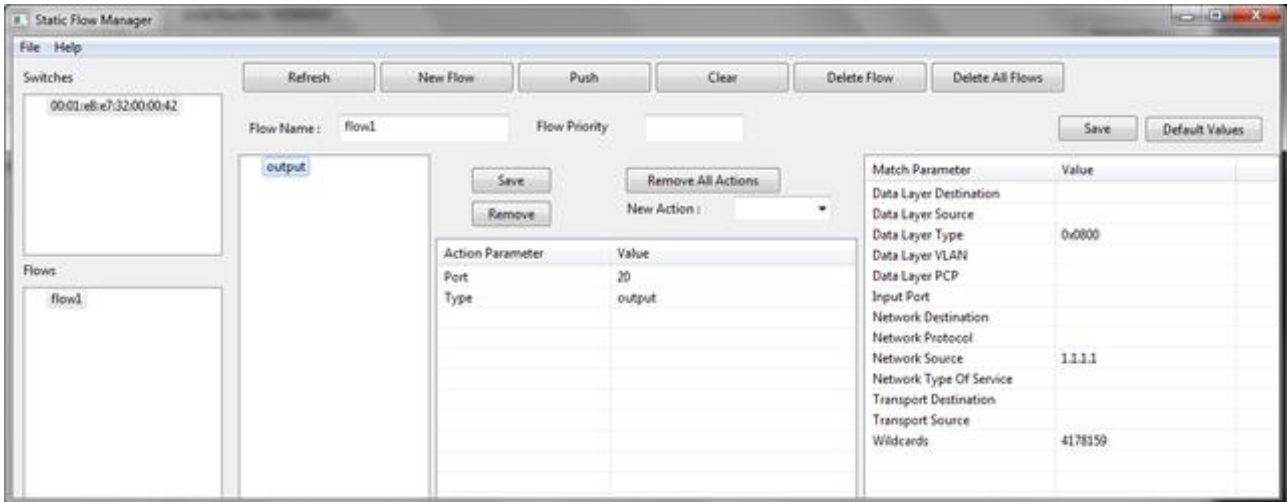 Static Flow Manager
File Help
Switches
Refresh New Flow Push Clear Delete Flow Delete All Flows
00:01:e8:e7:32:00:00:42
Flow Name : flow1 Flow Priority Save Default Values
output
Save Remove All Actions
Remove New Action :
Match Parameter Value
Data Layer Destination
Data Layer Source
Data Layer Type 0x0800
Data Layer VLAN
Data Layer PCP
Input Port
Network Destination
Network Protocol
Network Source 1.1.1.1
Network Type Of Service
Transport Destination
Transport Source
Wildcards 4178159
Action Parameter Value
Port 20
Type output
Flows
flow1